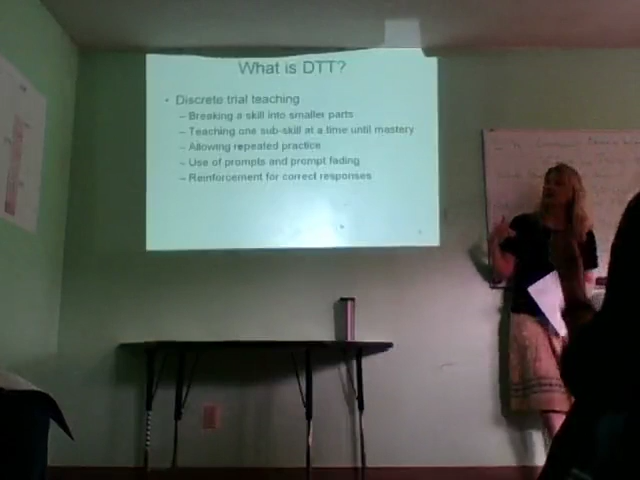 What is DTT?
• Discrete trial teaching
– Breaking a skill into smaller parts
– Teaching one sub-skill at a time until mastery
– Allowing repeated practice
– Use of prompts and prompt fading
– Reinforcement for correct responses